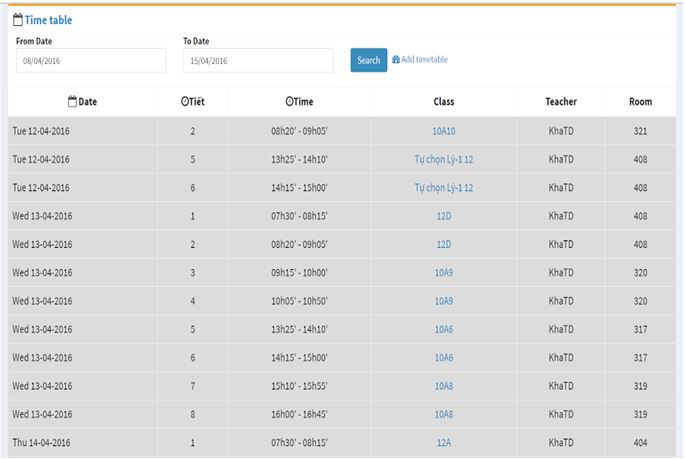 Time table
From Date To Date
08/04/2016 15/04/2016 Search Add timetable
Date Tiết Time Class Teacher Room
Tue 12-04-2016 2 08h20' - 09h05' 10A10 KhaTD 321
Tue 12-04-2016 5 13h25' - 14h10' Tự chọn Lý-1 12 KhaTD 408
Tue 12-04-2016 6 14h15' - 15h00' Tự chọn Lý-1 12 KhaTD 408
Wed 13-04-2016 1 07h30' - 08h15' 12D KhaTD 408
Wed 13-04-2016 2 08h20' - 09h05' 12D KhaTD 408
Wed 13-04-2016 3 09h15' - 10h00' 10A9 KhaTD 320
Wed 13-04-2016 4 10h05' - 10h50' 10A9 KhaTD 320
Wed 13-04-2016 5 13h25' - 14h10' 10A6 KhaTD 317
Wed 13-04-2016 6 14h15' - 15h00' 10A6 KhaTD 317
Wed 13-04-2016 7 15h10' - 15h55' 10A8 KhaTD 319
Wed 13-04-2016 8 16h00' - 16h45' 10A8 KhaTD 319
Thu 14-04-2016 1 07h30' - 08h15' 12A KhaTD 404